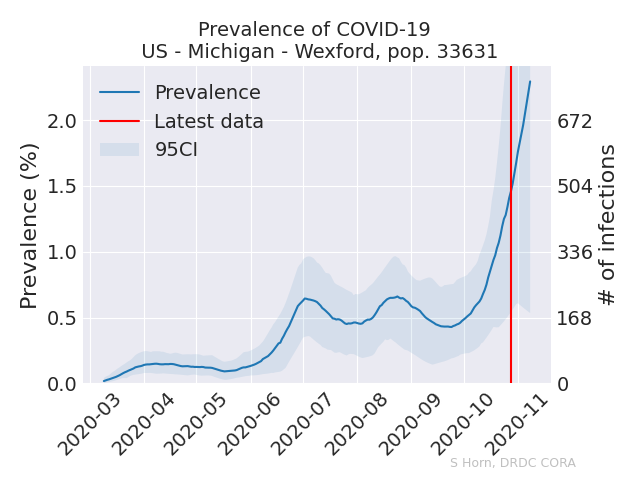 Prevalence of COVID-19
US - Michigan - Wexford, pop. 33631
Prevalence
Latest data
95CI
Prevalence (%)
2.0
1.5
1.0
0.5
0.0
672
504
336
168
0
# of infections
2020-03
2020-04
2020-05
2020-06
2020-07
2020-08
2020-09
2020-10
2020-11
S Horn, DRDC CORA